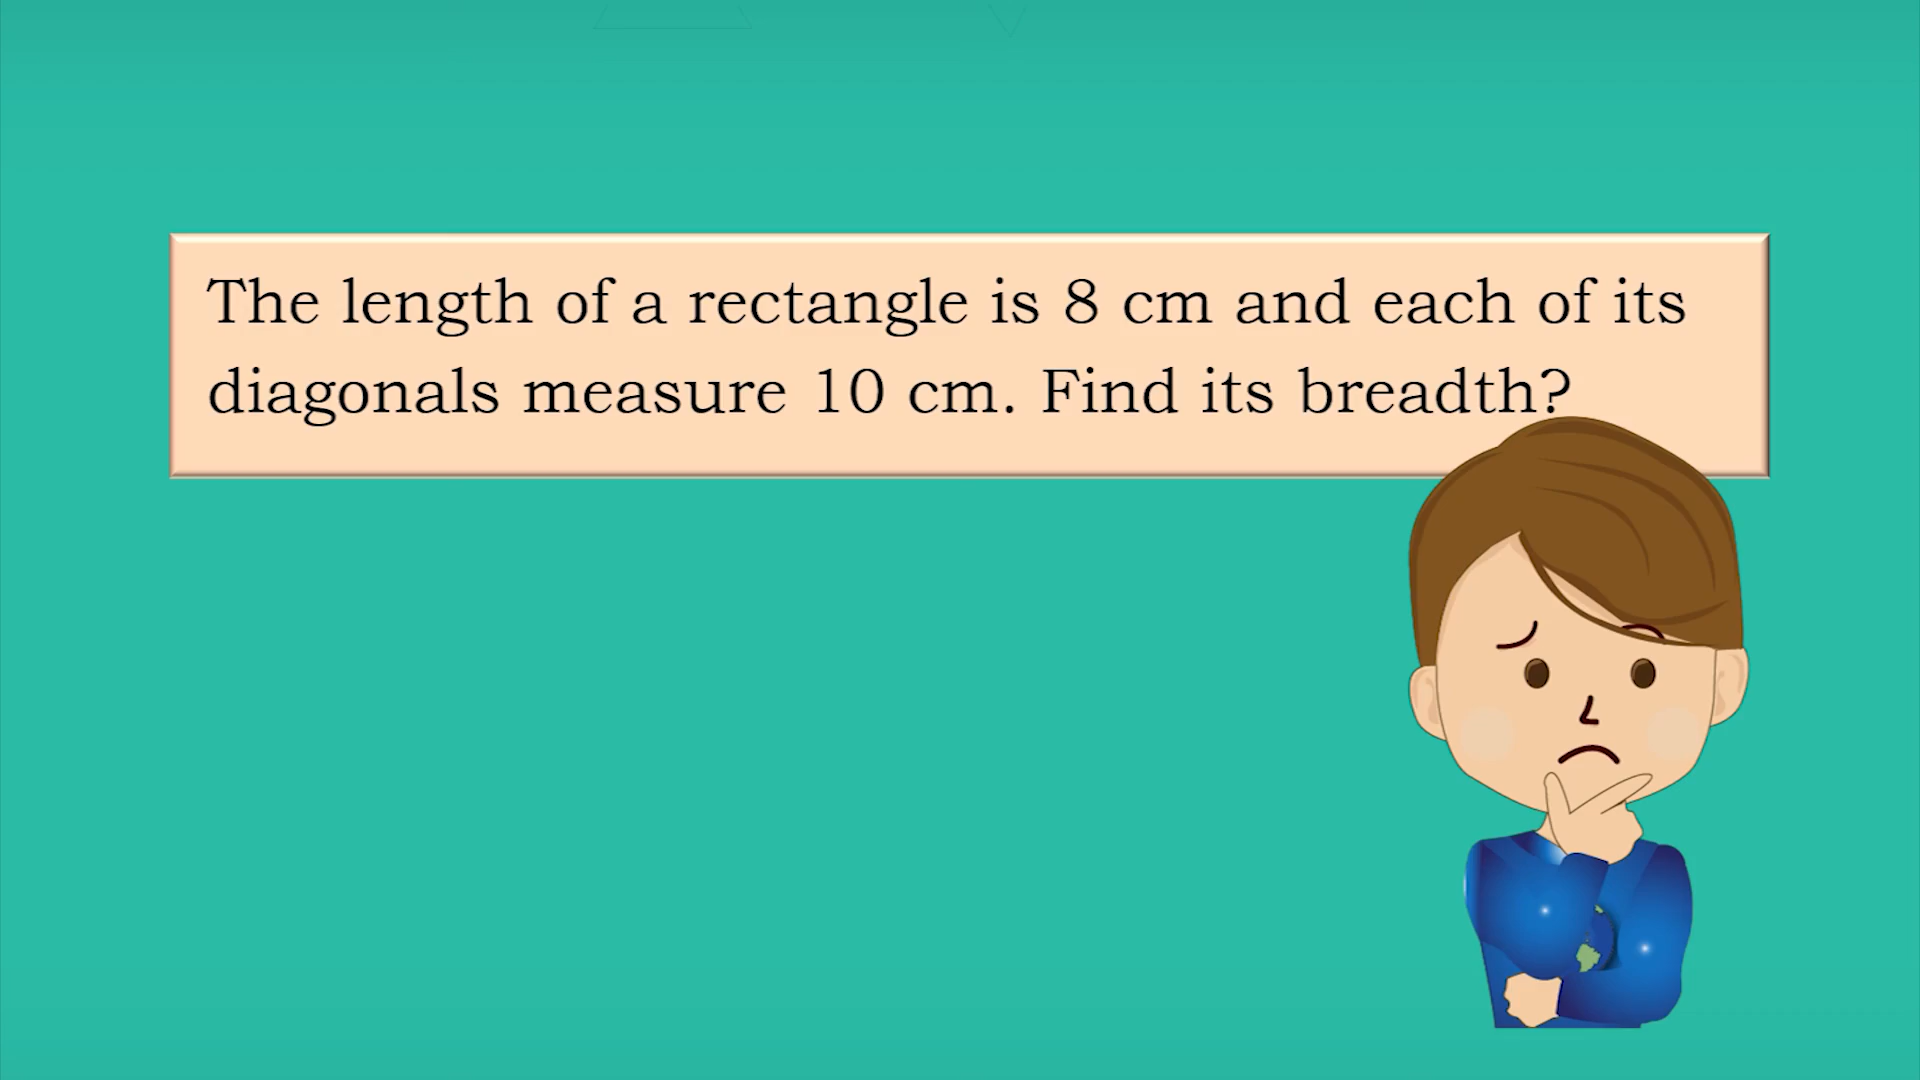 The length of a rectangle is 8 cm and each of its
diagonals measure 10 cm. Find its breadth?